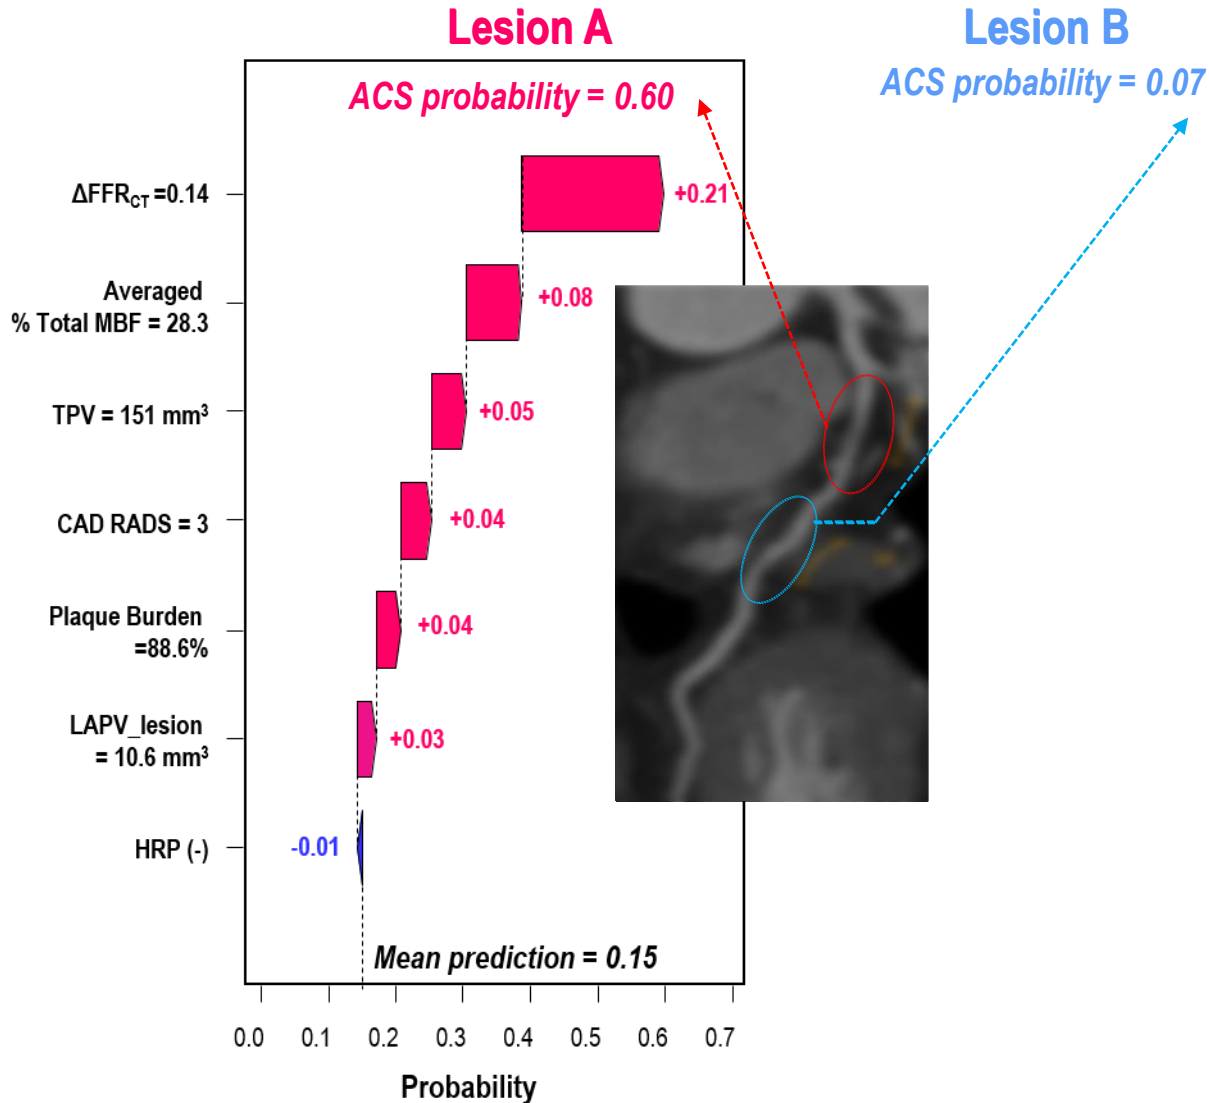 Lesion A
Lesion B
ACS probability = 0.60
ACS probability = 0.07
ΔFFRCT =0.14
+0.21
Averaged
% Total MBF = 28.3
+0.08
TPV = 151 mm³
+0.05
CAD RADS = 3
+0.04
Plaque Burden
=88.6%
+0.04
LAPV_lesion
= 10.6 mm³
+0.03
HRP (-)
-0.01
Mean prediction = 0.15
0.0 0.1 0.2 0.3 0.4 0.5 0.6 0.7
Probability